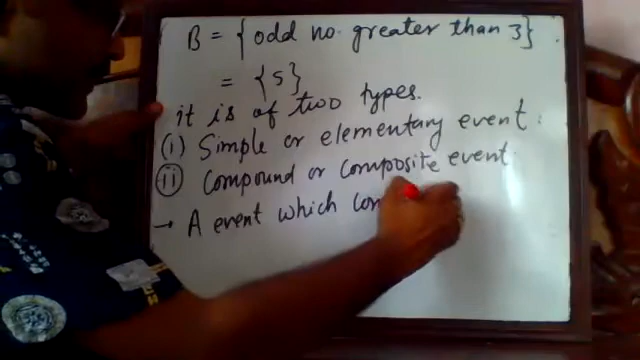 B = {odd no. greater than 3}
= {5}
it is of two types.
(i) Simple or elementary event.
(ii) Compound or composite event.
→ A event which con